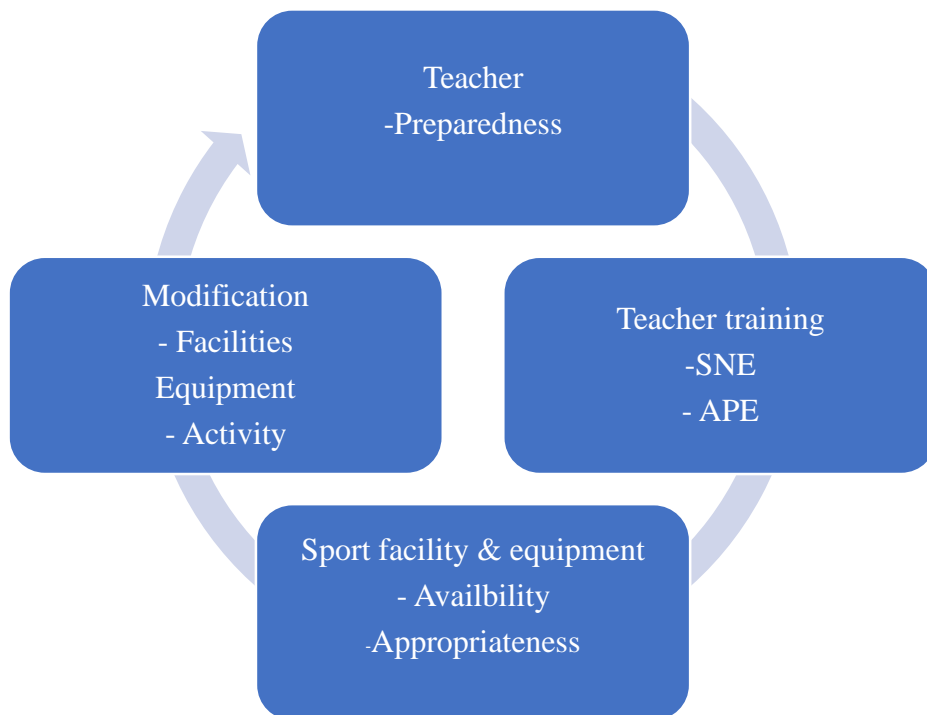 Teacher
-Preparedness
Teacher training
-SNE
- APE
Sport facility & equipment
- Availbility
-Appropriateness
Modification
- Facilities
Equipment
- Activity